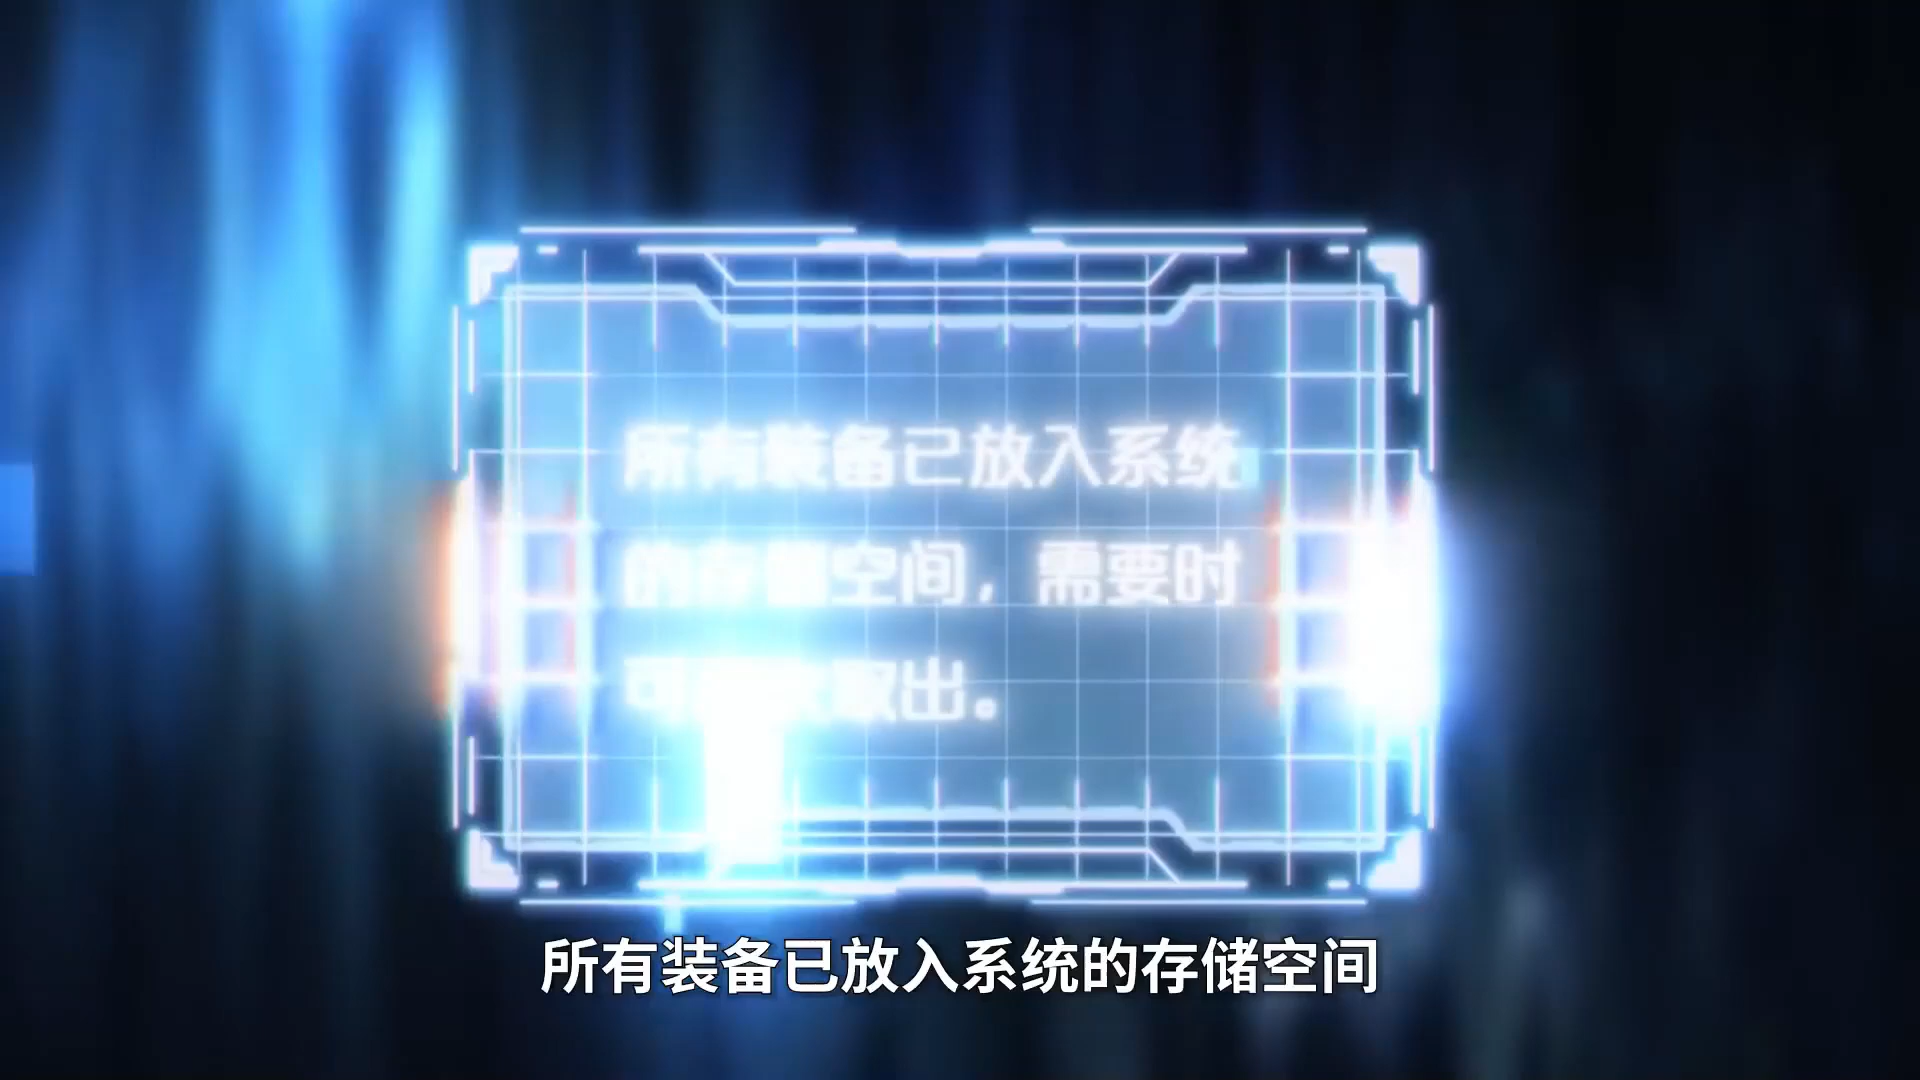 所有装备已放入系统
的存储空间，需要时
可取出。
所有装备已放入系统的存储空间